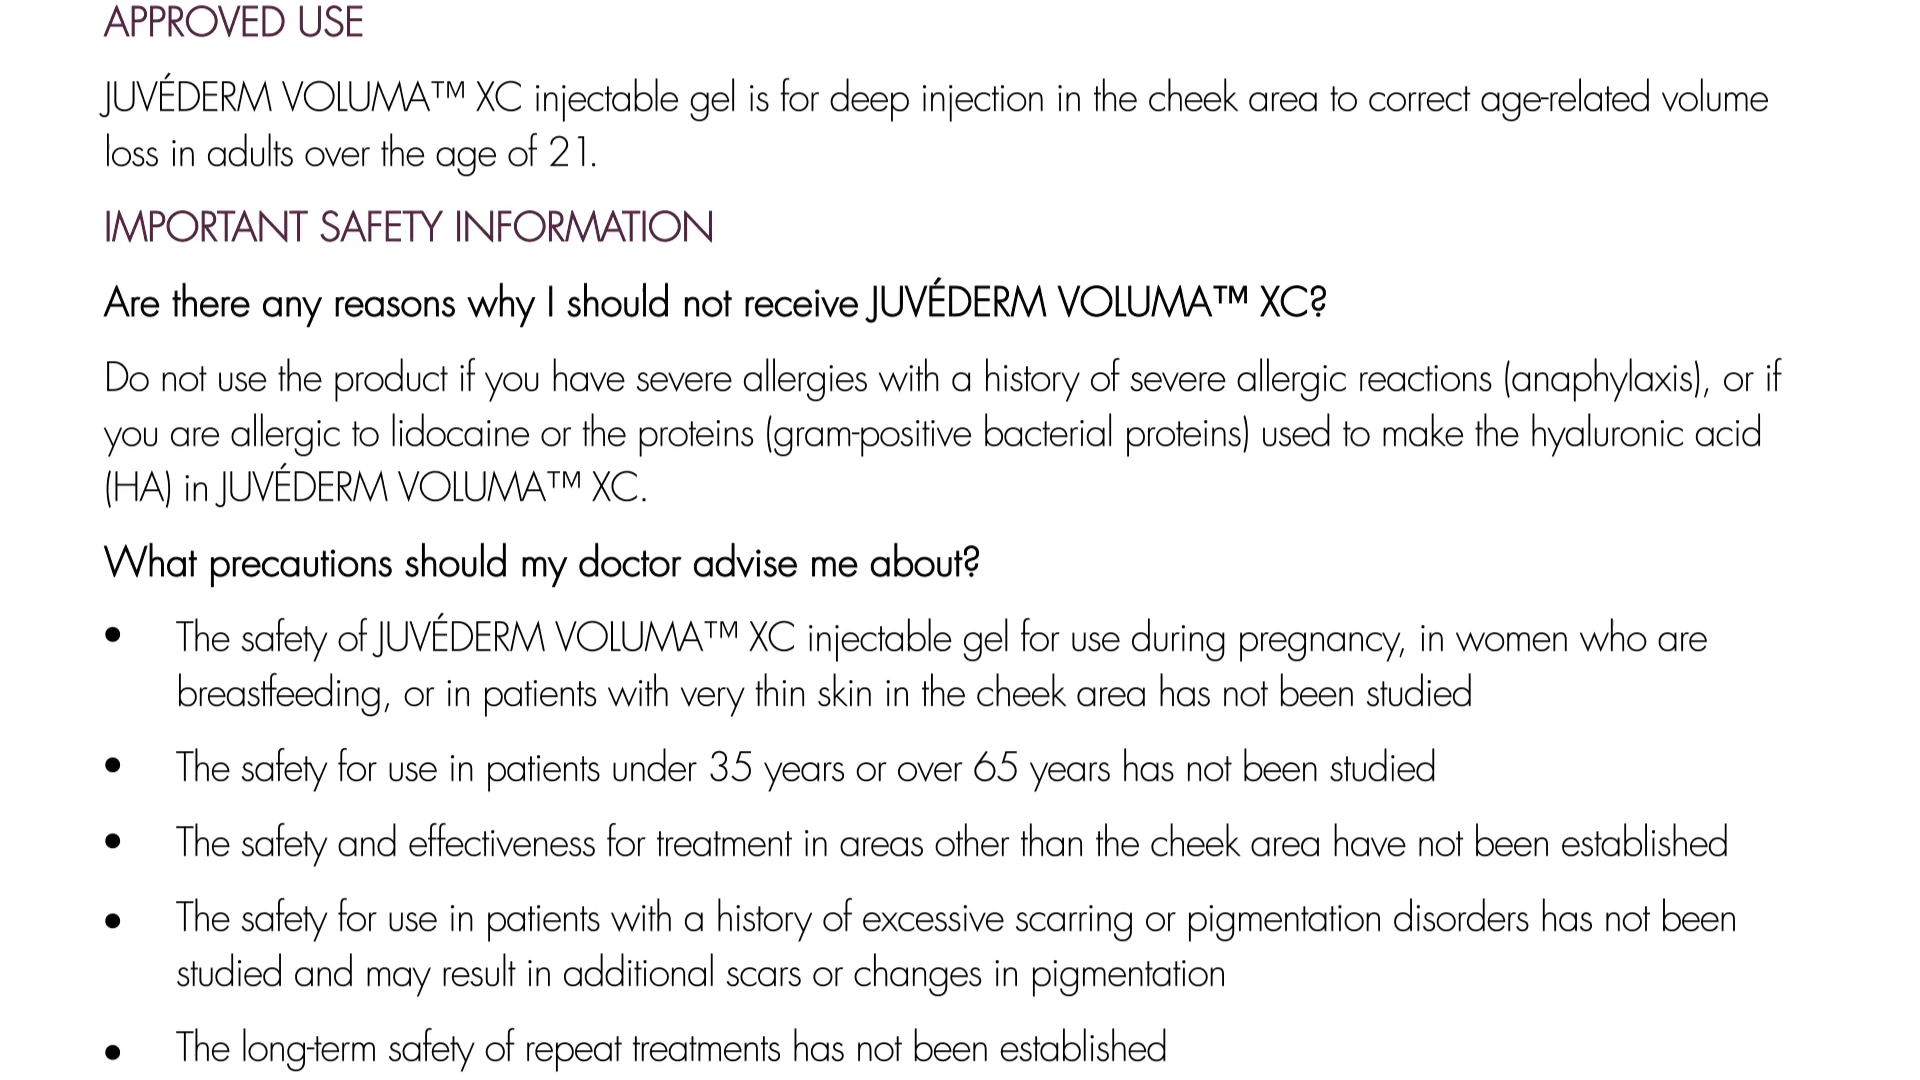 APPROVED USE
JUVÉDERM VOLUMA™ XC injectable gel is for deep injection in the cheek area to correct age-related volume
loss in adults over the age of 21.
IMPORTANT SAFETY INFORMATION
Are there any reasons why I should not receive JUVÉDERM VOLUMA™ XC?
Do not use the product if you have severe allergies with a history of severe allergic reactions (anaphylaxis), or if
you are allergic to lidocaine or the proteins (gram-positive bacterial proteins) used to make the hyaluronic acid
(HA) in JUVÉDERM VOLUMA™ XC.
What precautions should my doctor advise me about?
• The safety of JUVÉDERM VOLUMA™ XC injectable gel for use during pregnancy, in women who are
breastfeeding, or in patients with very thin skin in the cheek area has not been studied
• The safety for use in patients under 35 years or over 65 years has not been studied
• The safety and effectiveness for treatment in areas other than the cheek area have not been established
• The safety for use in patients with a history of excessive scarring or pigmentation disorders has not been
studied and may result in additional scars or changes in pigmentation
• The long-term safety of repeat treatments has not been established